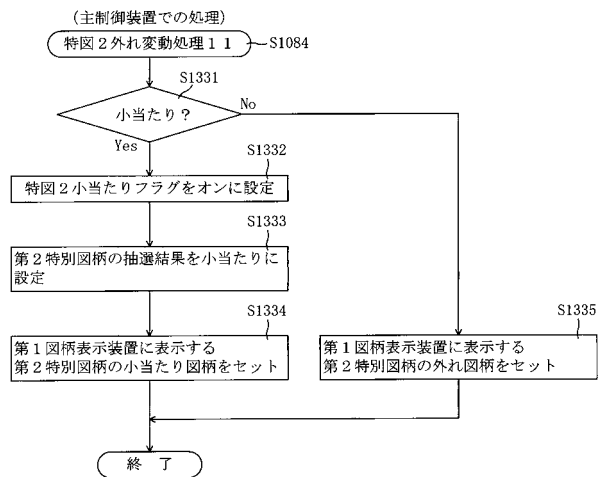 (主制御装置での処理)
特図2外れ変動処理11
S1084
S1331
小当たり?
No
Yes
S1332
特図2小当たりフラグをオンに設定
S1333
第2特別図柄の抽選結果を小当たりに
設定
S1334
第1図柄表示装置に表示する
第2特別図柄の小当たり図柄をセット
S1335
第1図柄表示装置に表示する
第2特別図柄の外れ図柄をセット
終 了